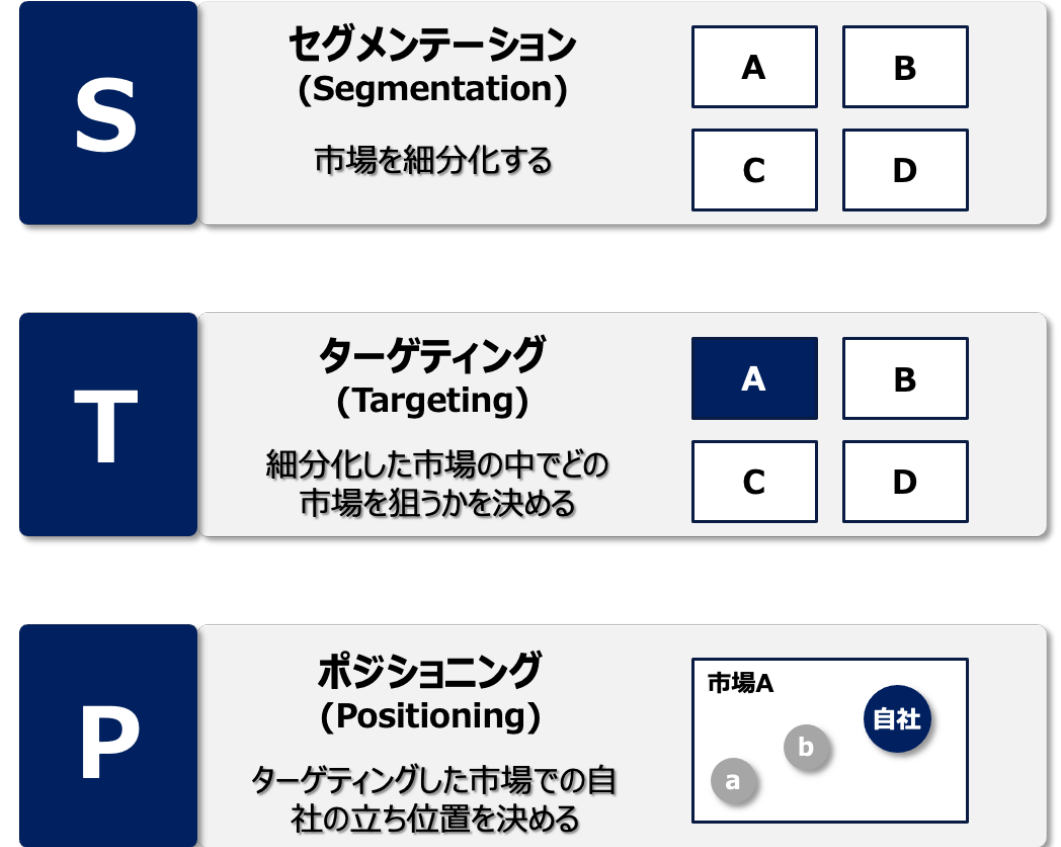 S
セグメンテーション
(Segmentation)
市場を細分化する
A
B
C
D
T
ターゲティング
(Targeting)
細分化した市場の中でどの
市場を狙うかを決める
A
B
C
D
P
ポジショニング
(Positioning)
ターゲティングした市場での自
社の立ち位置を決める
市場A
自社
b
a